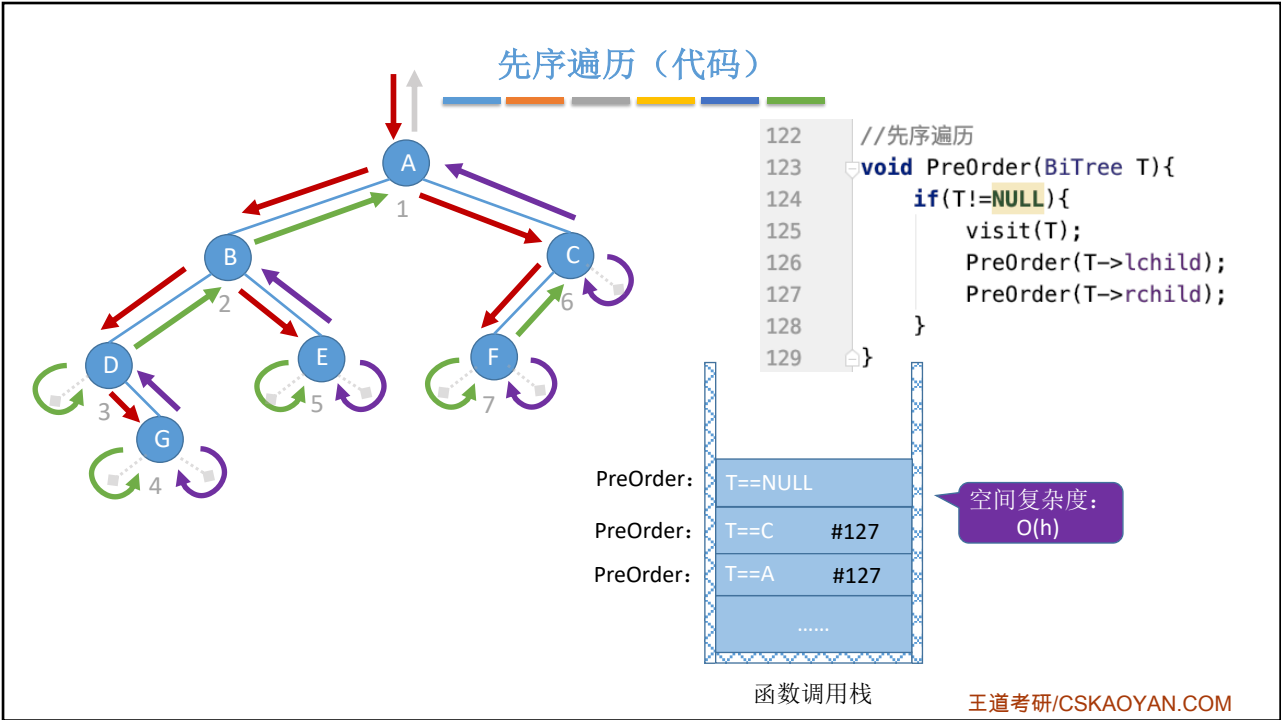 先序遍历（代码）
A
1
B
C
2
6
D
E
F
3
5
7
G
4
122 //先序遍历
123 void PreOrder(BiTree T){
124 if(T!=NULL){
125 visit(T);
126 PreOrder(T->lchild);
127 PreOrder(T->rchild);
128 }
129 }
PreOrder： T==NULL
PreOrder： T==C #127
PreOrder： T==A #127
……
空间复杂度：
O(h)
函数调用栈
王道考研/CSKAOYAN.COM